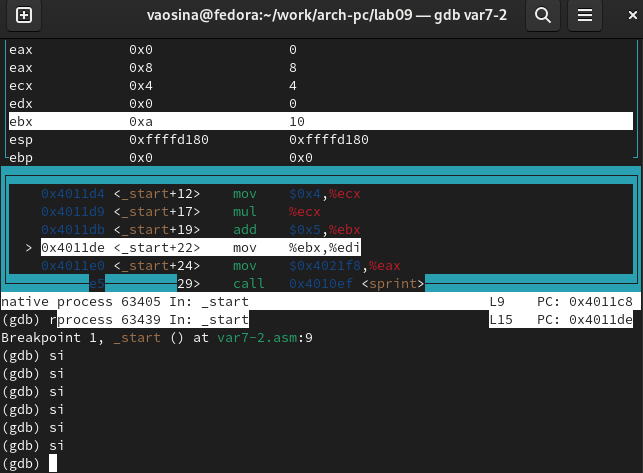 vaosina@fedora:~/work/arch-pc/lab09 — gdb var7-2
eax 0x0 0
eax 0x8 8
ecx 0x4 4
edx 0x0 0
ebx 0xa 10
esp 0xffffd180 0xffffd180
ebp 0x0 0x0
0x4011d4 <_start+12> mov $0x4,%ecx
0x4011d9 <_start+17> mul %ecx
0x4011db <_start+19> add $0x5,%ebx
> 0x4011de <_start+22> mov %ebx,%edi
0x4011e0 <_start+24> mov $0x4021f8,%eax
e5 29> call 0x4010ef <sprint>
native process 63405 In: _start L9 PC: 0x4011c8
(gdb) rprocess 63439 In: _start L15 PC: 0x4011de
Breakpoint 1, _start () at var7-2.asm:9
(gdb) si
(gdb) si
(gdb) si
(gdb) si
(gdb) si
(gdb) si
(gdb)